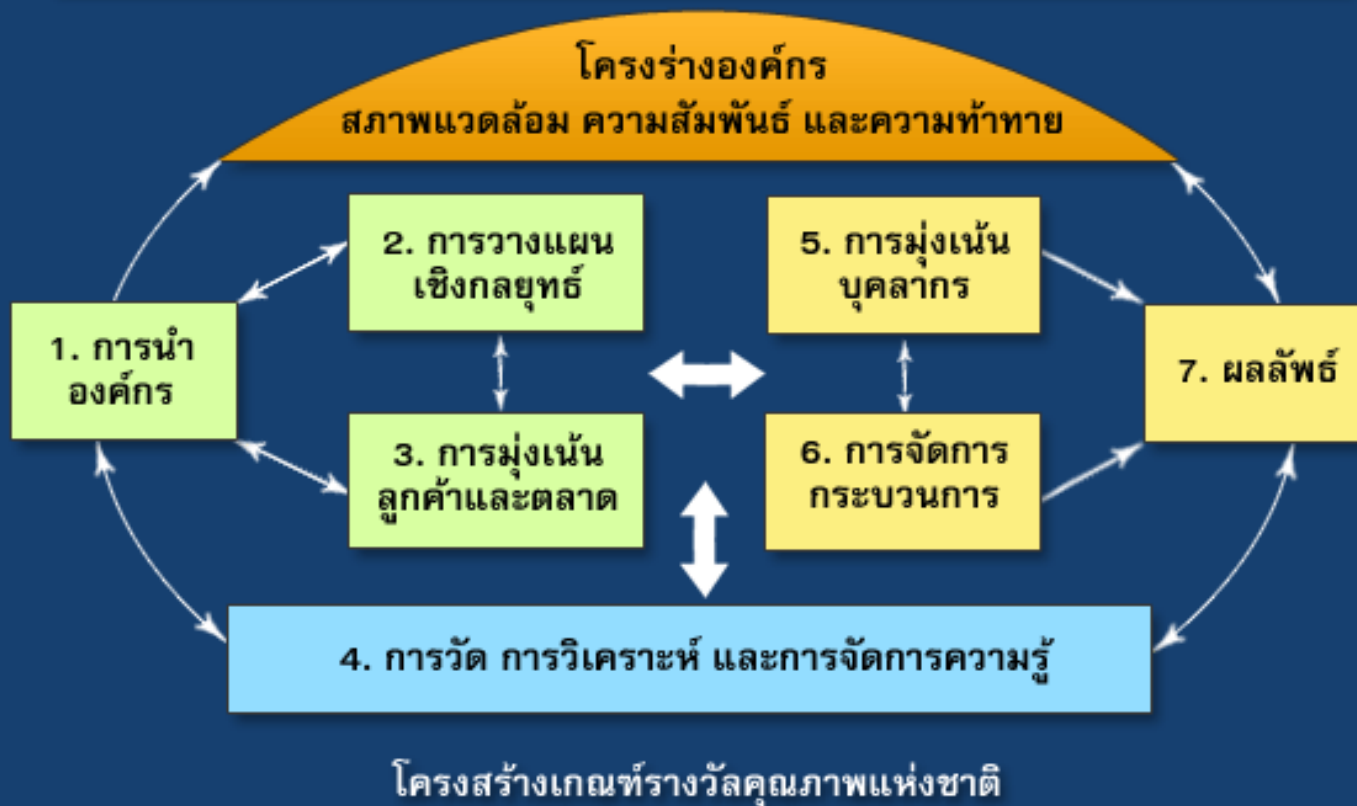 โครงร่างองค์กร
สภาพแวดล้อม ความสัมพันธ์ และความท้าทาย
1. การนำ
องค์กร
2. การวางแผน
เชิงกลยุทธ์
3. การมุ่งเน้น
ลูกค้าและตลาด
5. การมุ่งเน้น
บุคลากร
6. การจัดการ
กระบวนการ
7. ผลลัพธ์
4. การวัด การวิเคราะห์ และการจัดการความรู้
โครงสร้างเกณฑ์รางวัลคุณภาพแห่งชาติ